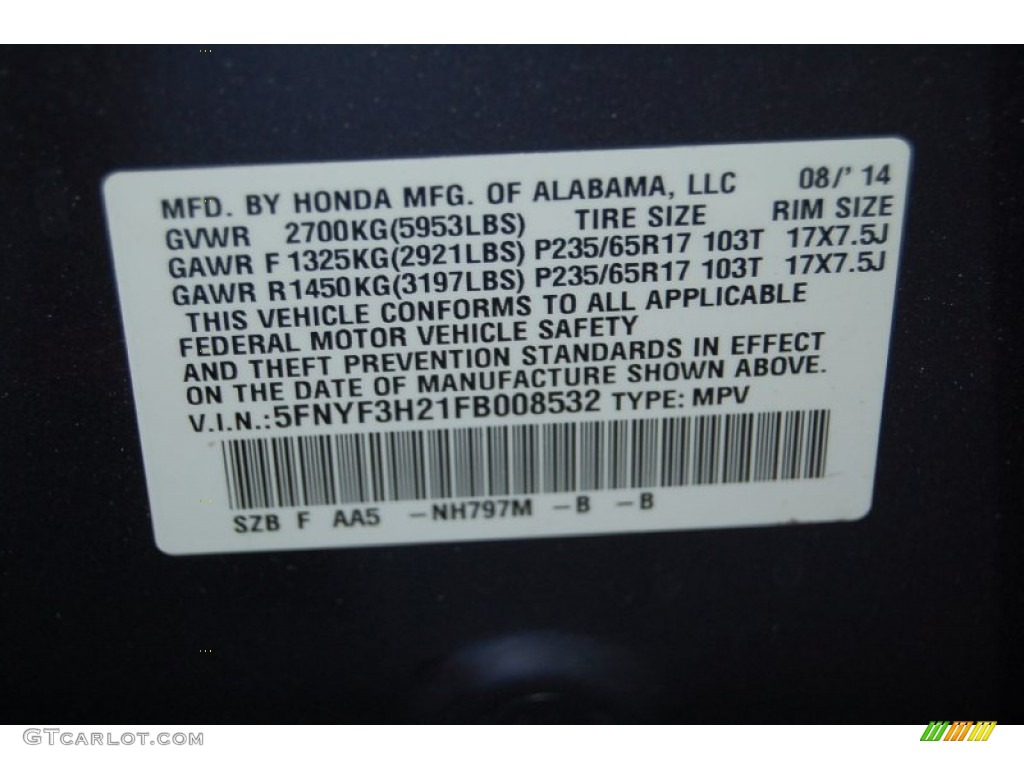 MFD. BY HONDA MFG. OF ALABAMA, LLC 08/' 14
GVWR 2700KG(5953LBS) TIRE SIZE RIM SIZE
GAWR F 1325KG(2921LBS) P235/65R17 103T 17X7.5J
GAWR R1450KG(3197LBS) P235/65R17 103T 17X7.5J
THIS VEHICLE CONFORMS TO ALL APPLICABLE
FEDERAL MOTOR VEHICLE SAFETY
AND THEFT PREVENTION STANDARDS IN EFFECT
ON THE DATE OF MANUFACTURE SHOWN ABOVE.
V.I.N.:5FNYF3H21FB008532 TYPE: MPV
SZB F AA5 -NH797M -B -B
GTCARLOT.COM